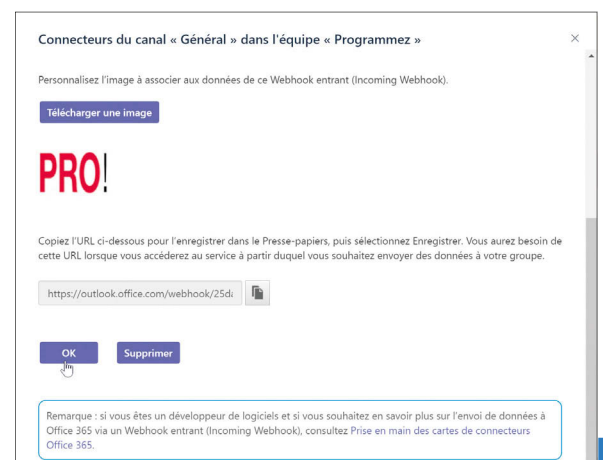 Connecteurs du canal « Général » dans l'équipe « Programmez »
Personnalisez l'image à associer aux données de ce Webhook entrant (Incoming Webhook).
Télécharger une image
PRO!
Copiez l'URL ci-dessous pour l'enregistrer dans le Presse-papiers, puis sélectionnez Enregistrer. Vous aurez besoin de
cette URL lorsque vous accéderez au service à partir duquel vous souhaitez envoyer des données à votre groupe.
https://outlook.office.com/webhook/25da
OK Supprimer
Remarque : si vous êtes un développeur de logiciels et si vous souhaitez en savoir plus sur l'envoi de données à
Office 365 via un Webhook entrant (Incoming Webhook), consultez Prise en main des cartes de connecteurs
Office 365.